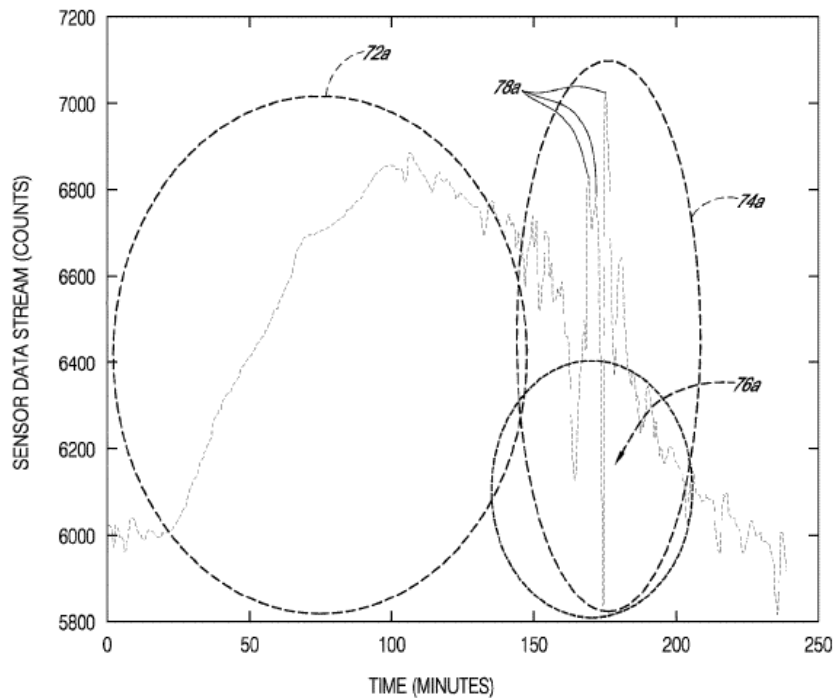 7200
7000
6800
6600
6400
6200
6000
5800
0
50
100
150
200
250
SENSOR DATA STREAM (COUNTS)
TIME (MINUTES)
72a
78a
74a
76a